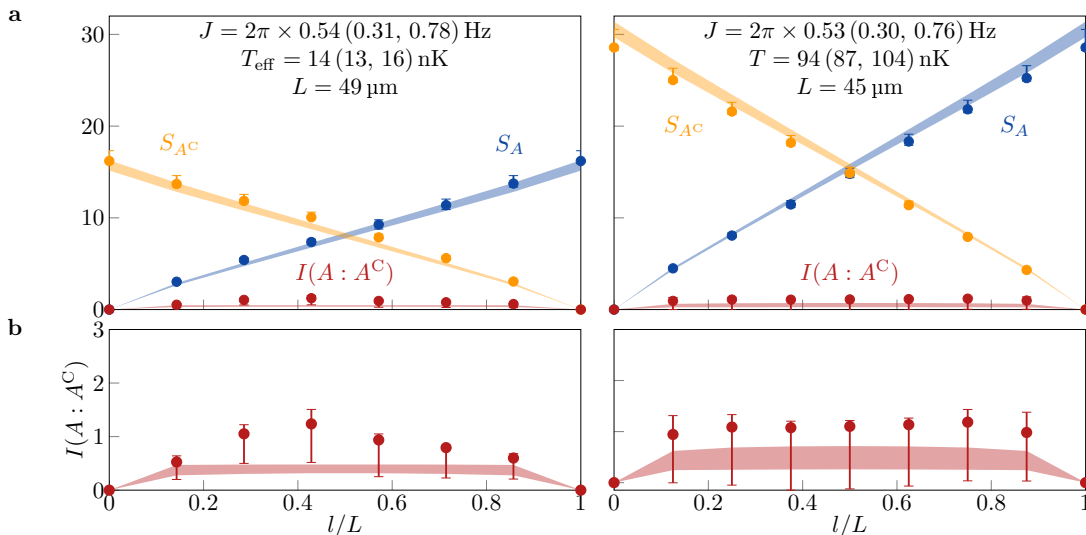 a
J = 2π × 0.54 (0.31, 0.78) Hz
T_eff = 14 (13, 16) nK
L = 49 µm
S_{A^C}
S_A
I(A : A^C)
30
20
10
0
J = 2π × 0.53 (0.30, 0.76) Hz
T = 94 (87, 104) nK
L = 45 µm
S_{A^C}
S_A
I(A : A^C)
b
I(A : A^C)
3
2
1
0
0 0.2 0.4 0.6 0.8 1
l/L
0 0.2 0.4 0.6 0.8 1
l/L